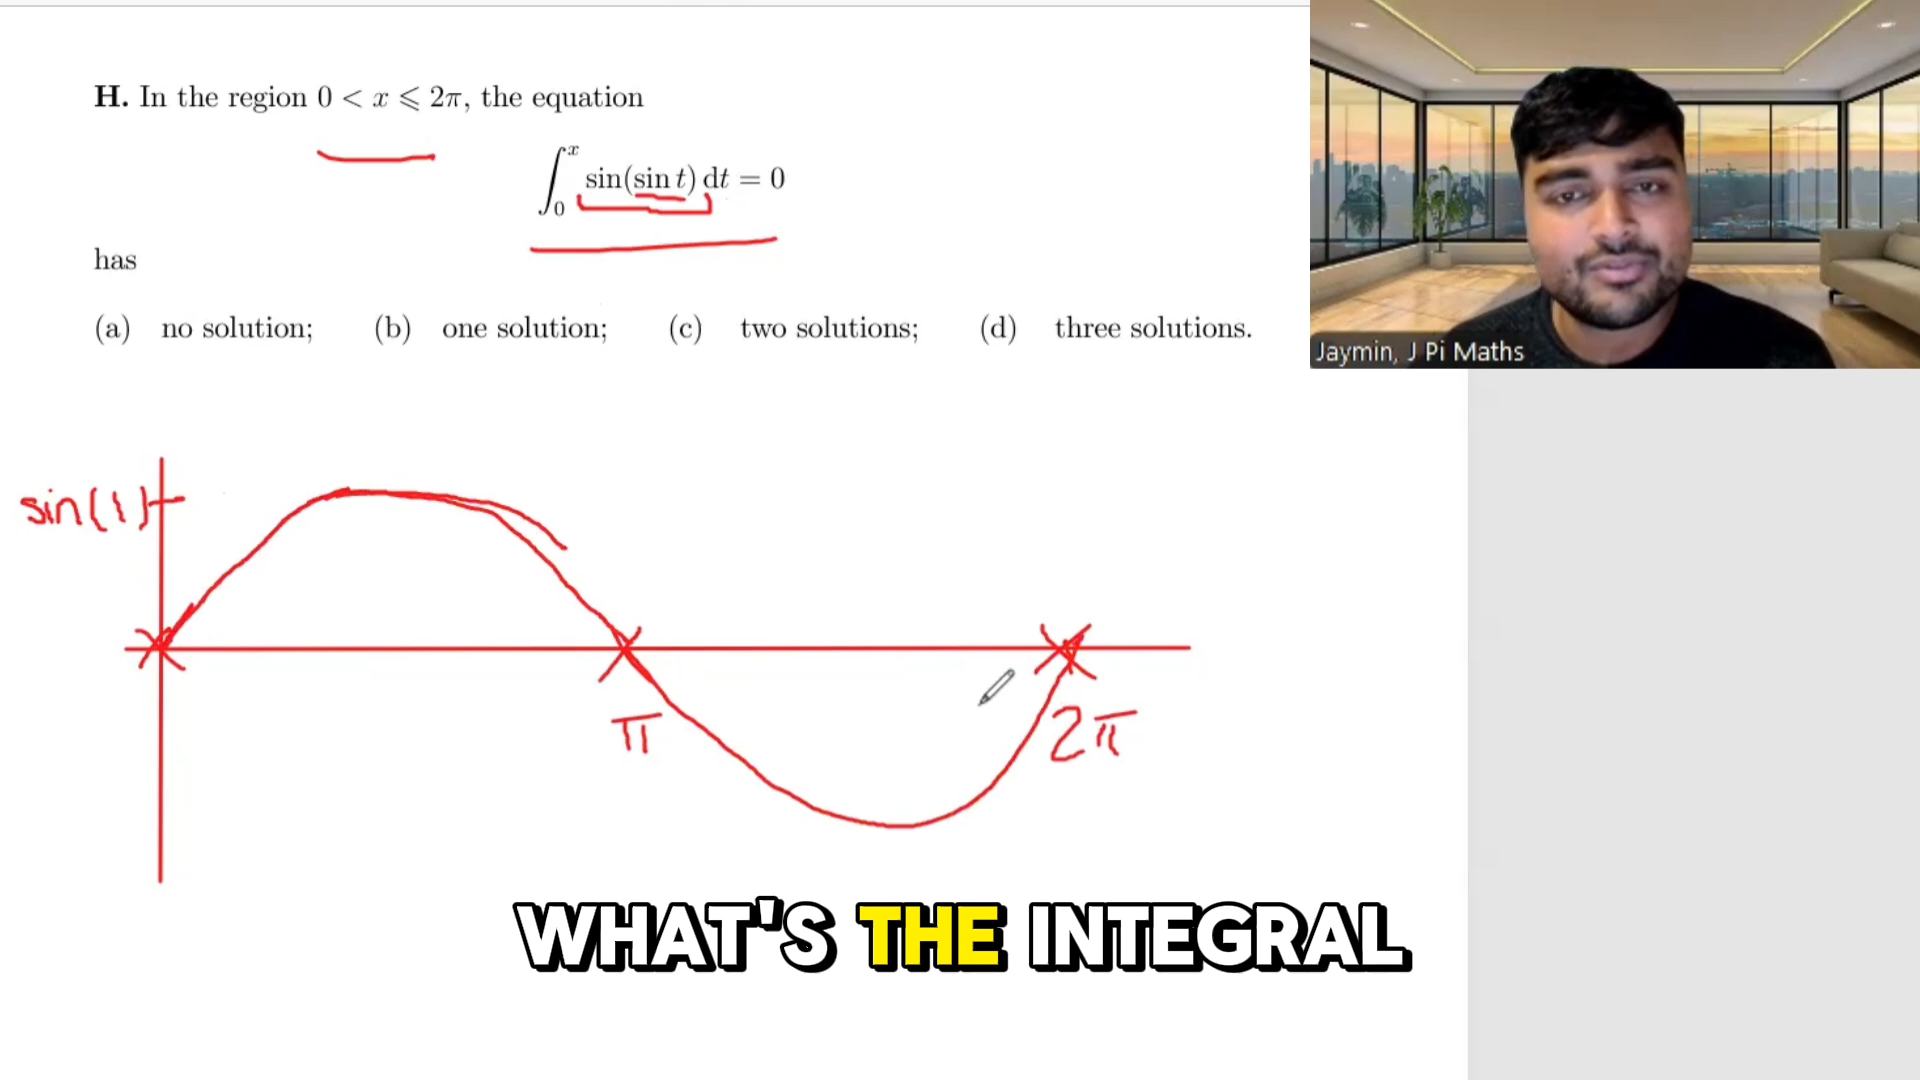 H. In the region 0 < x ⩽ 2π, the equation
∫₀ˣ sin(sin t) dt = 0
has
(a) no solution; (b) one solution; (c) two solutions; (d) three solutions.
Jaymin, J Pi Maths
sin(1)
π
2π
WHAT'S THE INTEGRAL